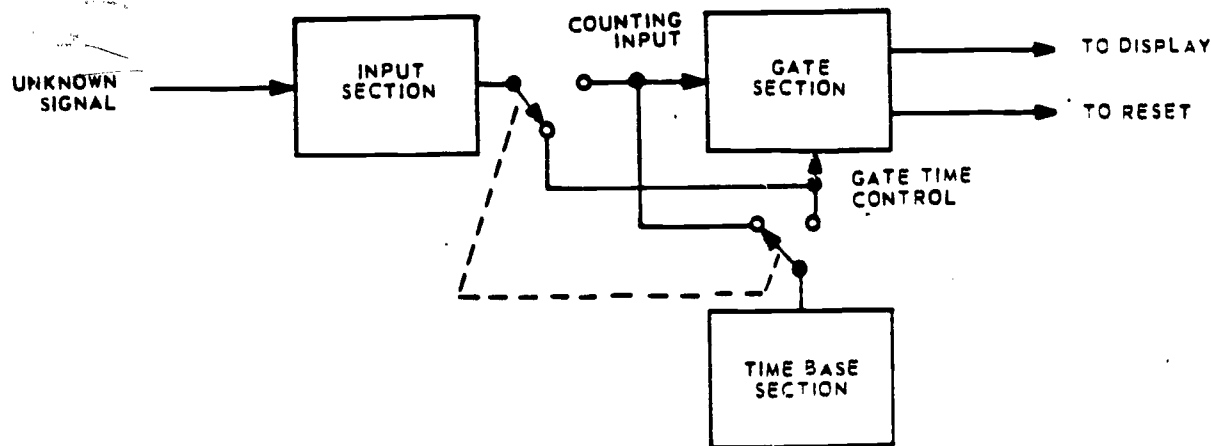 COUNTING
INPUT
UNKNOWN
SIGNAL
INPUT
SECTION
GATE
SECTION
TO DISPLAY
TO RESET
GATE TIME
CONTROL
TIME BASE
SECTION